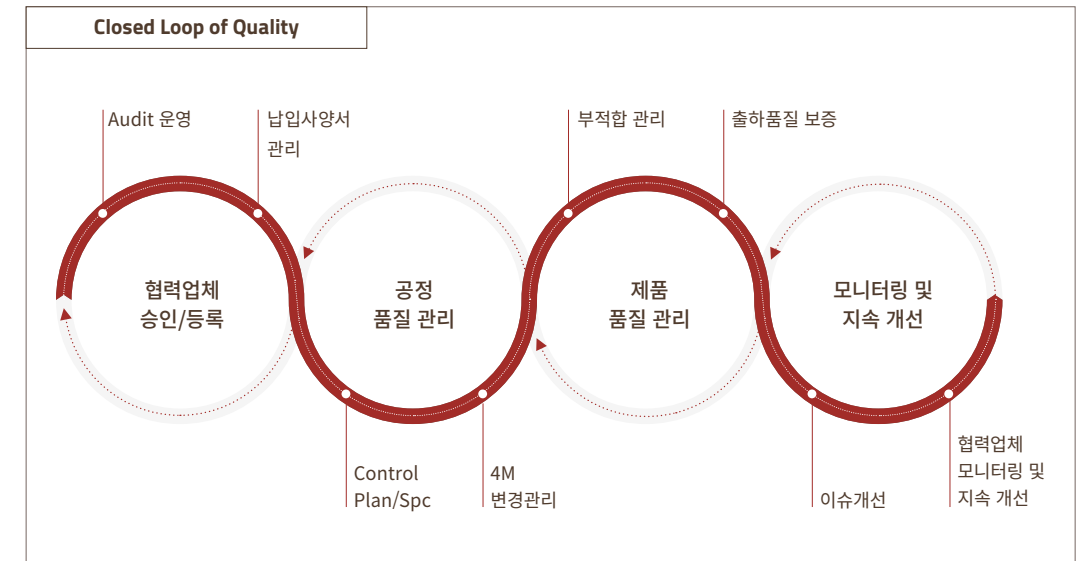 Closed Loop of Quality
Audit 운영
납입사양서
관리
부적합 관리
출하품질 보증
협력업체
승인/등록
공정
품질 관리
제품
품질 관리
모니터링 및
지속 개선
Control
Plan/Spc
4M
변경관리
이슈개선
협력업체
모니터링 및
지속 개선